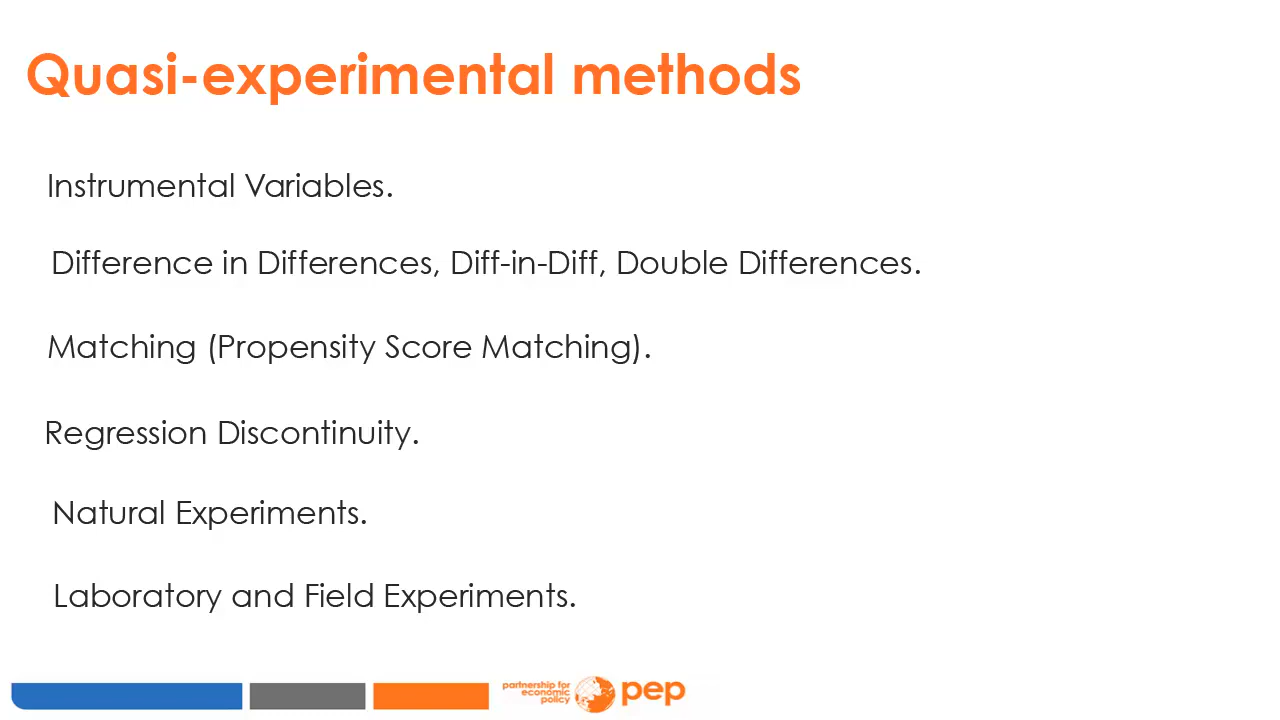 Quasi-experimental methods
Instrumental Variables.
Difference in Differences, Diff-in-Diff, Double Differences.
Matching (Propensity Score Matching).
Regression Discontinuity.
Natural Experiments.
Laboratory and Field Experiments.
partnership for
economic
policy
pep